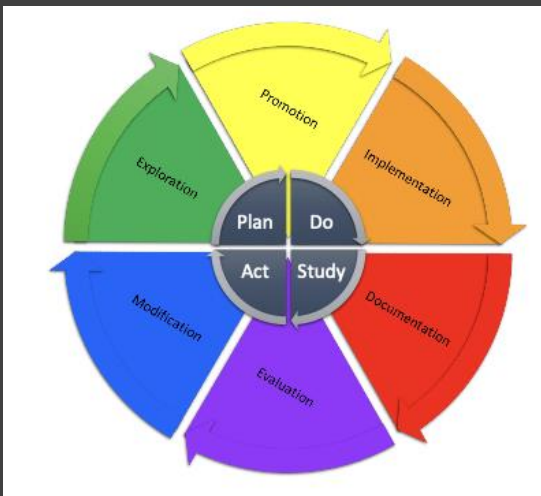 Promotion
Implementation
Documentation
Evaluation
Modification
Exploration
Plan
Do
Act
Study